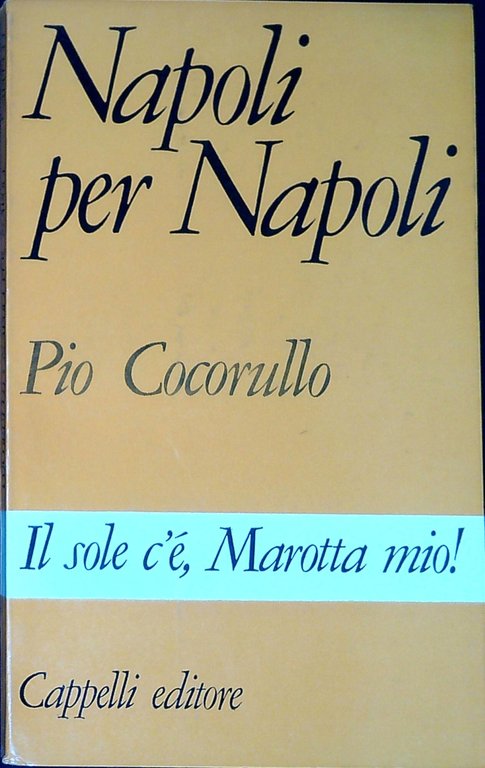 Napoli
per Napoli
Pio Cocorullo
Il sole c'é, Marotta mio!
Cappelli editore